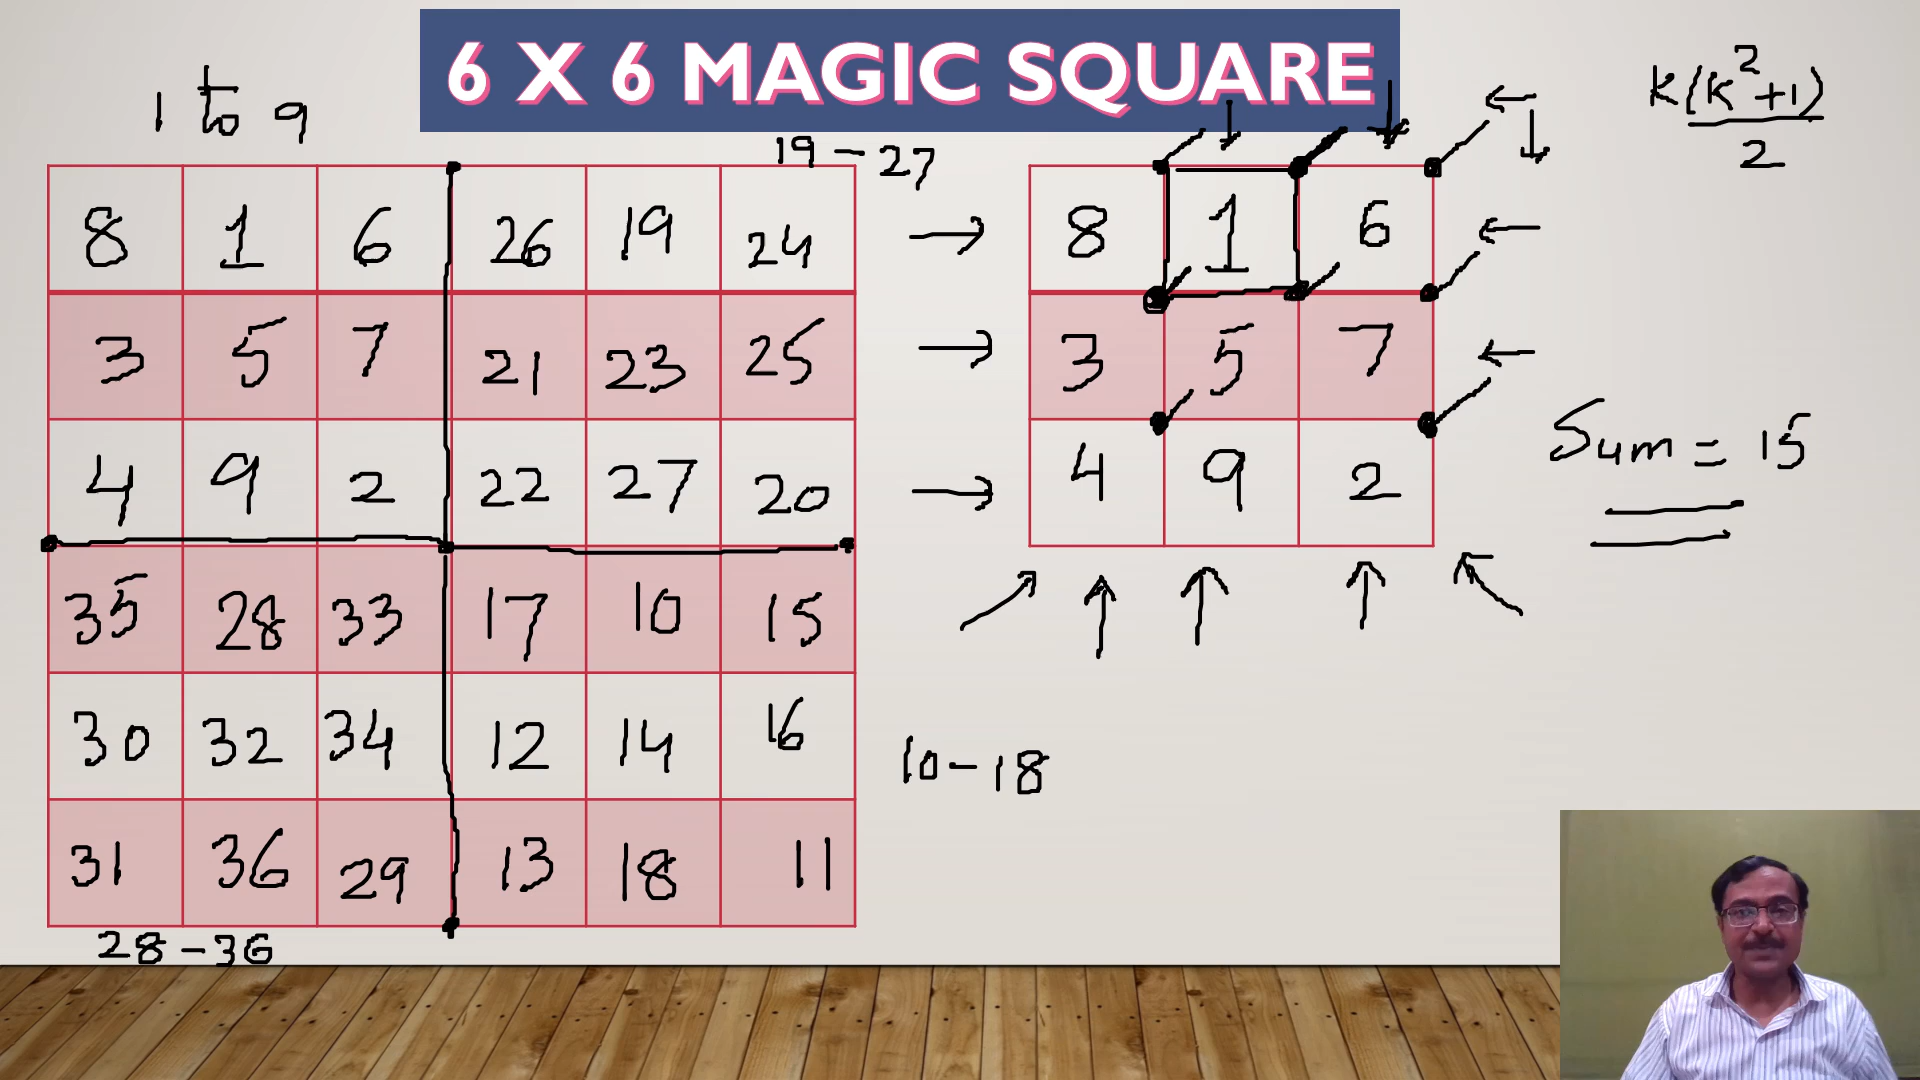 6 X 6 MAGIC SQUARE
1 to 9
K(K²+1)
2
19 - 27
8 1 6 26 19 24
3 5 7 21 23 25
4 9 2 22 27 20
35 28 33 17 10 15
30 32 34 12 14 16
31 36 29 13 18 11
28 - 36
10 - 18
8 1 6
3 5 7
4 9 2
Sum = 15